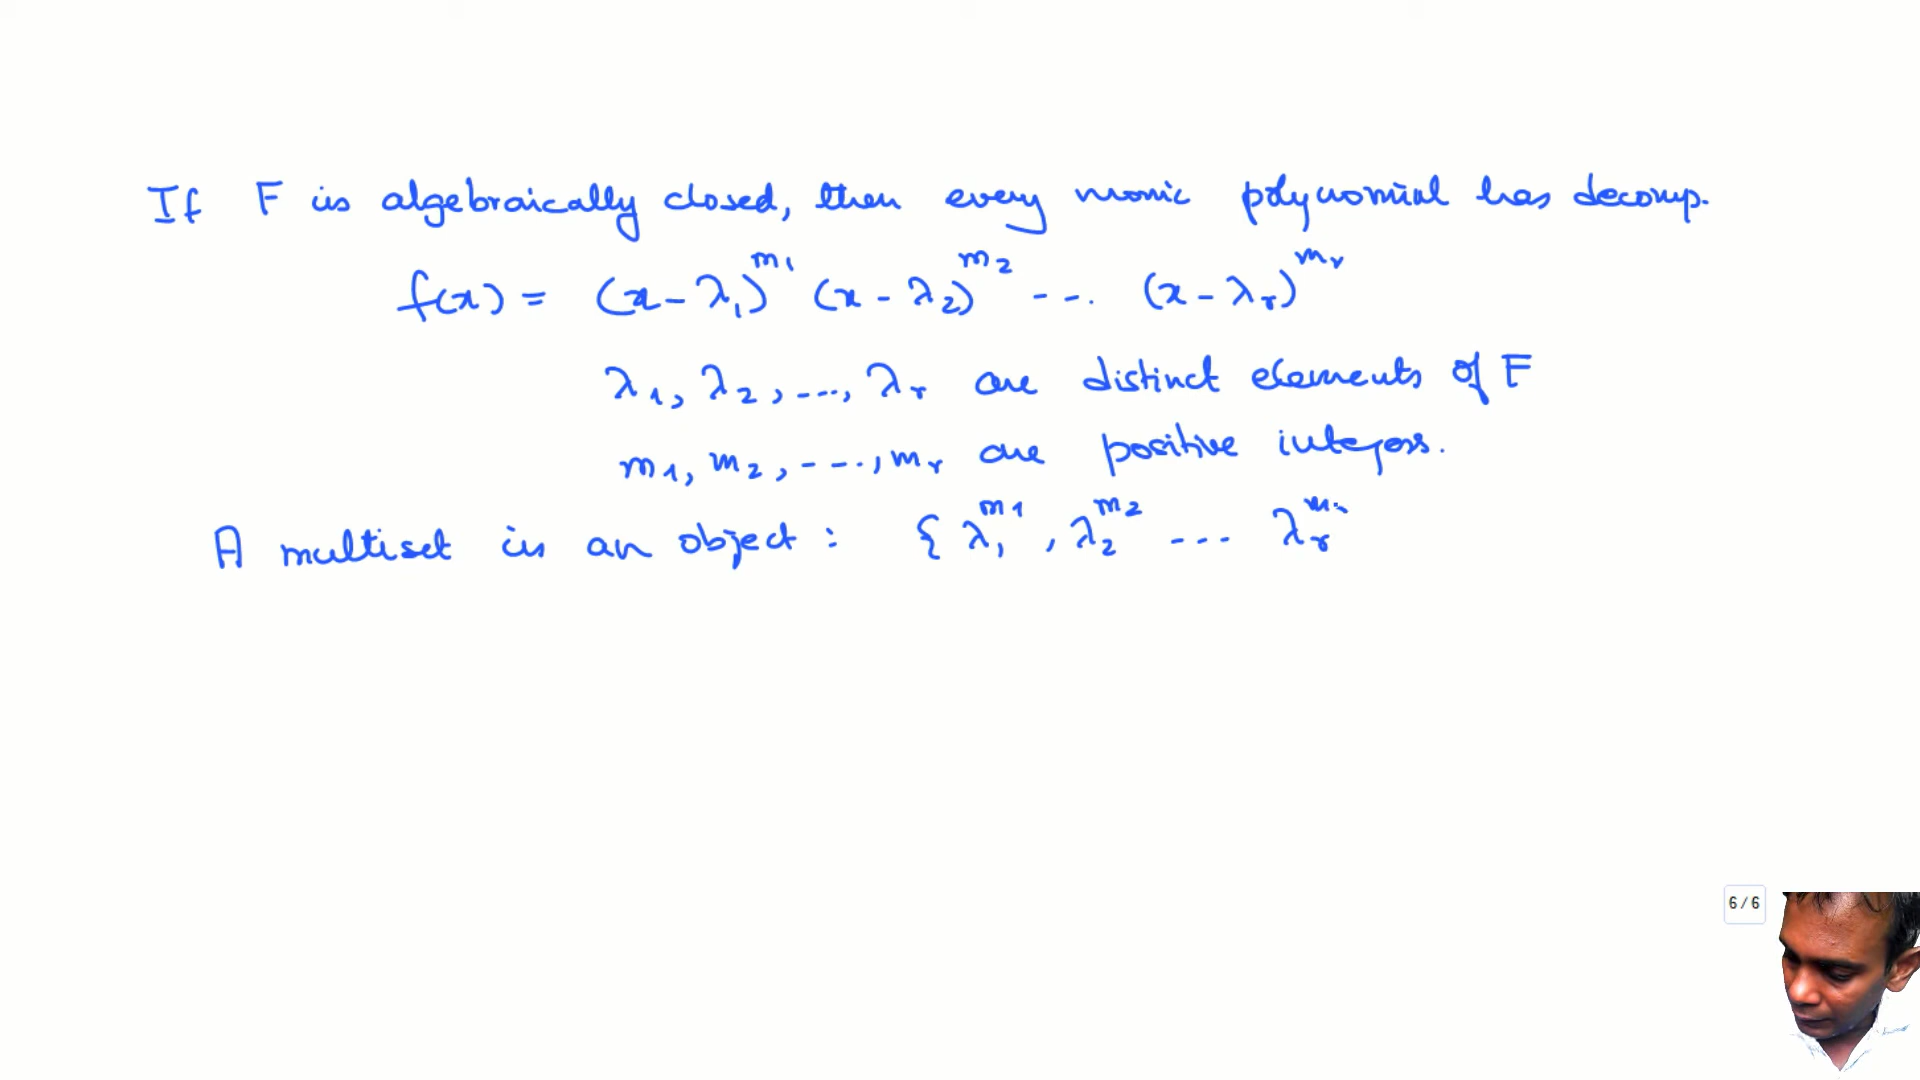 If F is algebraically closed, then every monic polynomial has decomp.
f(x) = (x-λ₁)^m₁ (x-λ₂)^m₂ --- (x-λᵣ)^mᵣ
λ₁, λ₂, ..., λᵣ are distinct elements of F
m₁, m₂, ---, mᵣ are positive integers.
A multiset is an object : { λ₁^m₁, λ₂^m₂ --- λᵣ^m
6/6